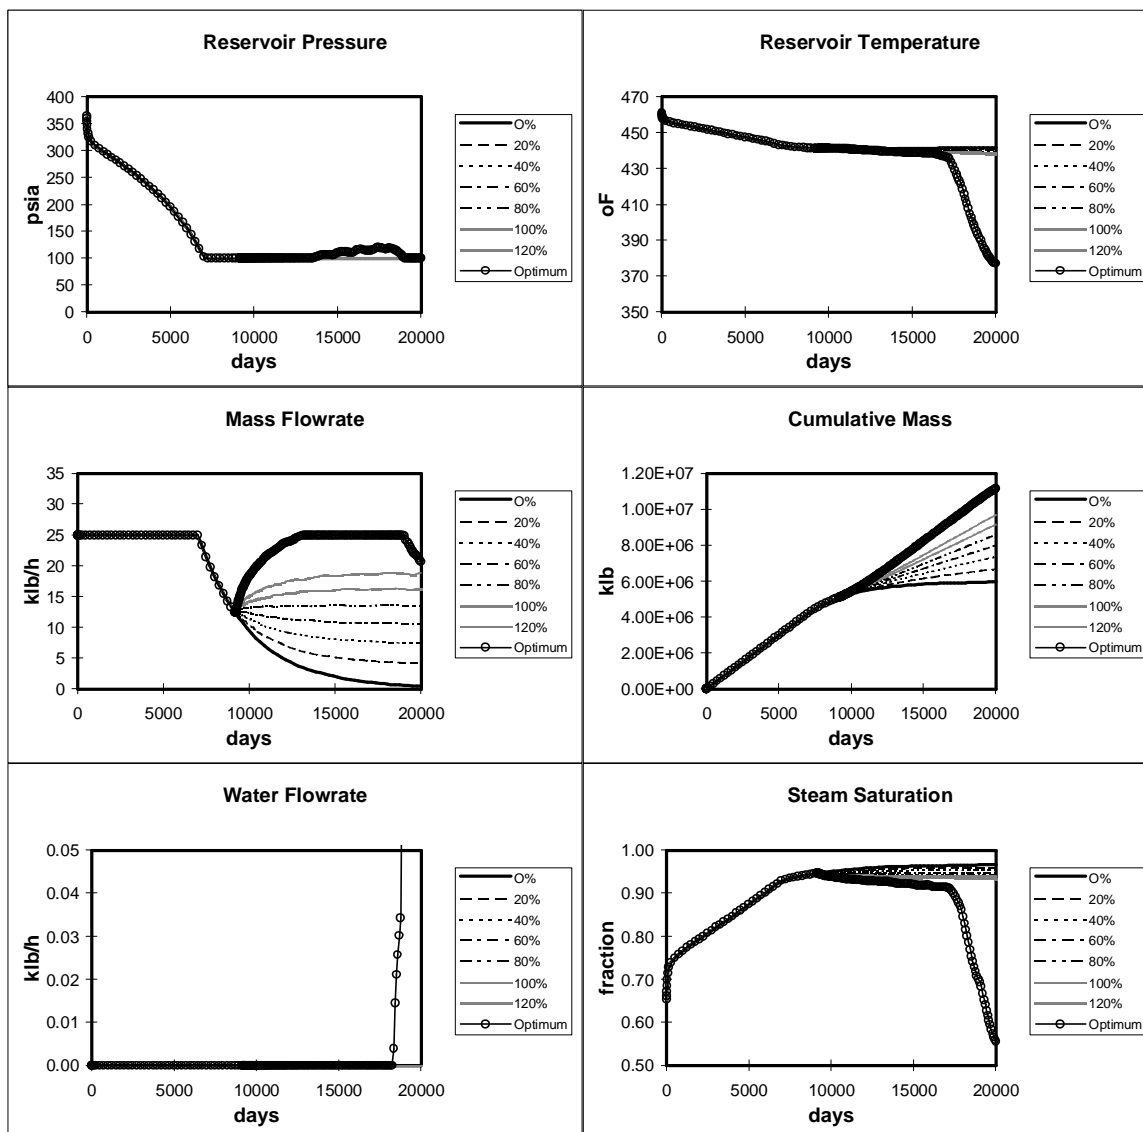 Reservoir Pressure
400
350
300
250
200
150
100
50
0
psia
0 5000 10000 15000 20000
days
O%
20%
40%
60%
80%
100%
120%
Optimum
Reservoir Temperature
470
450
430
410
390
370
350
oF
0 5000 10000 15000 20000
days
O%
20%
40%
60%
80%
100%
120%
Optimum
Mass Flowrate
35
30
25
20
15
10
5
0
klb/h
0 5000 10000 15000 20000
days
O%
20%
40%
60%
80%
100%
120%
Optimum
Cumulative Mass
1.20E+07
1.00E+07
8.00E+06
6.00E+06
4.00E+06
2.00E+06
0.00E+00
klb
0 5000 10000 15000 20000
days
O%
20%
40%
60%
80%
100%
120%
Optimum
Water Flowrate
0.05
0.04
0.03
0.02
0.01
0.00
klb/h
0 5000 10000 15000 20000
days
O%
20%
40%
60%
80%
100%
120%
Optimum
Steam Saturation
1.00
0.90
0.80
0.70
0.60
0.50
fraction
0 5000 10000 15000 20000
days
O%
20%
40%
60%
80%
100%
120%
Optimum